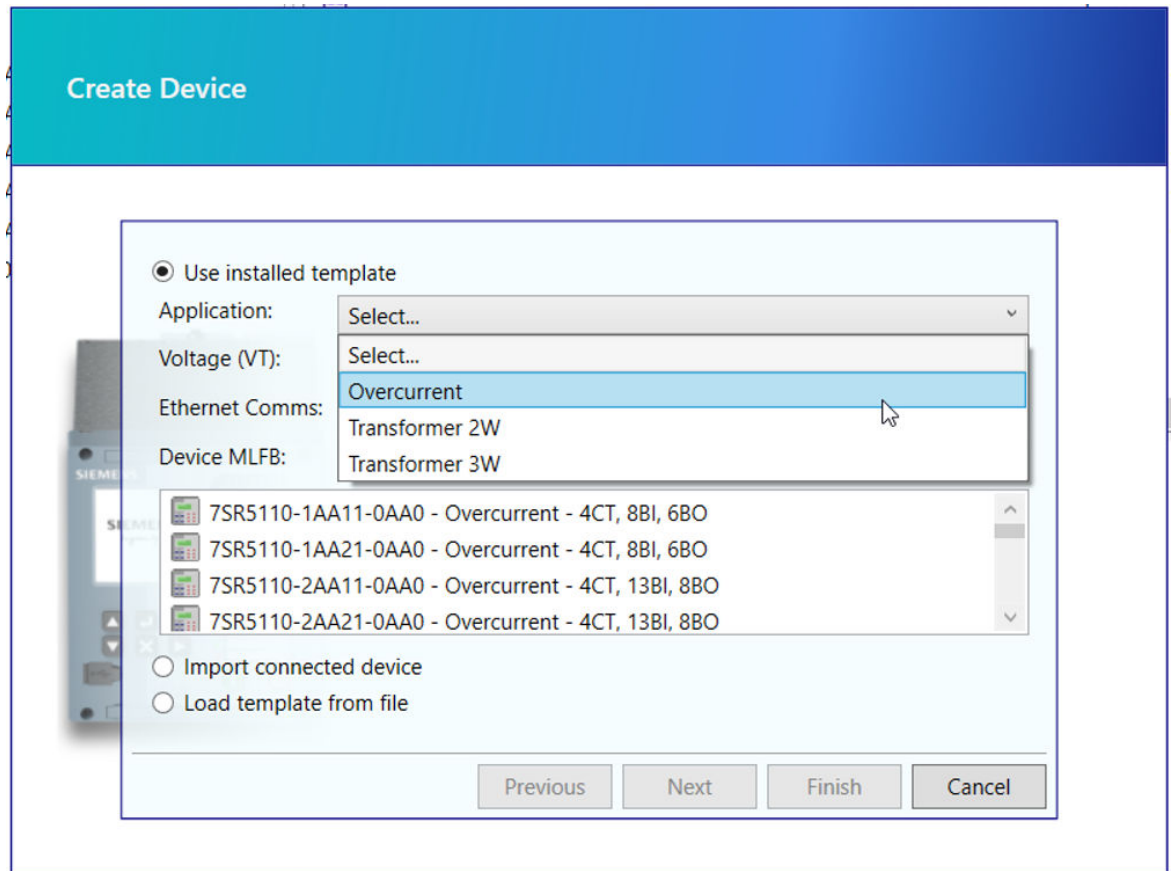 Create Device
Use installed template
Application:
Select...
Voltage (VT):
Select...
Overcurrent
Ethernet Comms:
Transformer 2W
Device MLFB:
Transformer 3W
SIEMENS
7SR5110-1AA11-0AA0 - Overcurrent - 4CT, 8BI, 6BO
7SR5110-1AA21-0AA0 - Overcurrent - 4CT, 8BI, 6BO
7SR5110-2AA11-0AA0 - Overcurrent - 4CT, 13BI, 8BO
7SR5110-2AA21-0AA0 - Overcurrent - 4CT, 13BI, 8BO
Import connected device
Load template from file
Previous
Next
Finish
Cancel